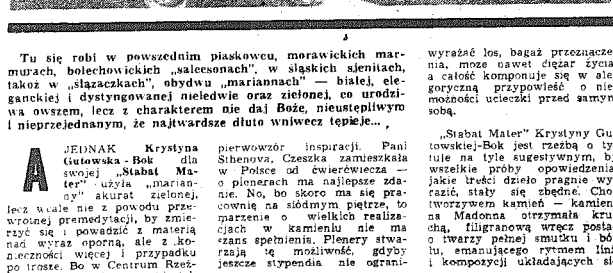 Tu się robi w powszednim piaskowcu, morawickich mar-
murach, bolechowickich „salcesonach", w śląskich sjenitach,
takoż w „ślązaczkach", obydwu „mariannach" — białej, ele-
ganckiej i dystyngowanej nieledwie oraz zielonej, co urodzi-
wa owszem, lecz z charakterem nie daj Boże, nieustępliwym
i nieprzejednanym, że najtwardsze dłuto wniwecz tępieje...
A JEDNAK Krystyna
Gutowska-Bok dla
swojej „Stabat Ma-
ter" użyła „marian-
ny" akurat zielonej,
lecz wcale nie z powodu prze-
wrotnej premedytacji, by zmie-
rzyć się i powadzić z materią
nad wyraz oporną, ale z ko-
nieczności więcej i przypadku
po trosze. Bo w Centrum Rzeź-
pierwowzór inspiracji. Pani
Sthenova, Czeszka zamieszkała
w Polsce od ćwierćwiecza —
o plenerach ma najlepsze zda-
nie. No, bo skoro ma się pra-
cownię na siódmym piętrze, to
marzenie o wielkich realiza-
cjach w kamieniu nie ma
szans spełnienia. Plenery stwa-
rzają tę możliwość, gdyby
jeszcze stypendia nie ograni-
wyrażać los, bagaż przeznacze
nia, może nawet ciężar życia
a całość komponuje się w ale
goryczną przypowieść o nie
możności ucieczki przed samym
sobą.
„Stabat Mater" Krystyny Gu
towskiej-Bok jest rzeźbą o ty
tule na tyle sugestywnym, b
wszelkie próby opowiedzenia
jakie treści dzieło pragnie wy
razić, stały się zbędne. Cho
tworzywem kamień — kamien
na Madonna otrzymała kru
chą, filigranową wręcz posta
o twarzy pełnej smutku i bó
lu, emanującego rytmem lini
i kompozycji układających s